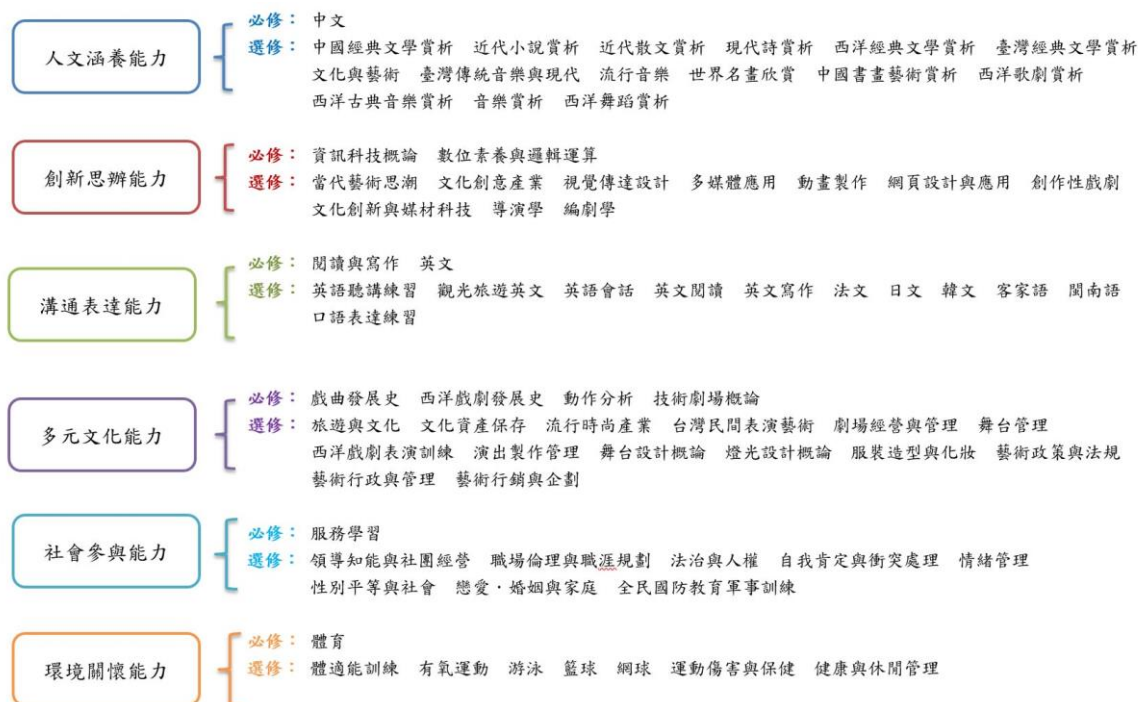 人文涵養能力
必修： 中文
選修： 中國經典文學賞析 近代小說賞析 近代散文賞析 現代詩賞析 西洋經典文學賞析 臺灣經典文學賞析
文化與藝術 臺灣傳統音樂與現代 流行音樂 世界名畫欣賞 中國書畫藝術賞析 西洋歌劇賞析
西洋古典音樂賞析 音樂賞析 西洋舞蹈賞析
創新思辦能力
必修： 資訊科技概論 數位素養與邏輯運算
選修： 當代藝術思潮 文化創意產業 視覺傳達設計 多媒體應用 動畫製作 網頁設計與應用 創作性戲劇
文化創新與媒材科技 導演學 編劇學
溝通表達能力
必修： 閱讀與寫作 英文
選修： 英語聽講練習 觀光旅遊英文 英語會話 英文閱讀 英文寫作 法文 日文 韓文 客家語 閩南語
口語表達練習
多元文化能力
必修： 戲曲發展史 西洋戲劇發展史 動作分析 技術劇場概論
選修： 旅遊與文化 文化資產保存 流行時尚產業 台灣民間表演藝術 劇場經營與管理 舞台管理
西洋戲劇表演訓練 演出製作管理 舞台設計概論 燈光設計概論 服裝造型與化妝 藝術政策與法規
藝術行政與管理 藝術行銷與企劃
社會參與能力
必修： 服務學習
選修： 領導知能與社團經營 職場倫理與職涯規劃 法治與人權 自我肯定與衝突處理 情緒管理
性別平等與社會 戀愛‧婚姻與家庭 全民國防教育軍事訓練
環境關懷能力
必修： 體育
選修： 體適能訓練 有氧運動 游泳 籃球 網球 運動傷害與保健 健康與休閒管理